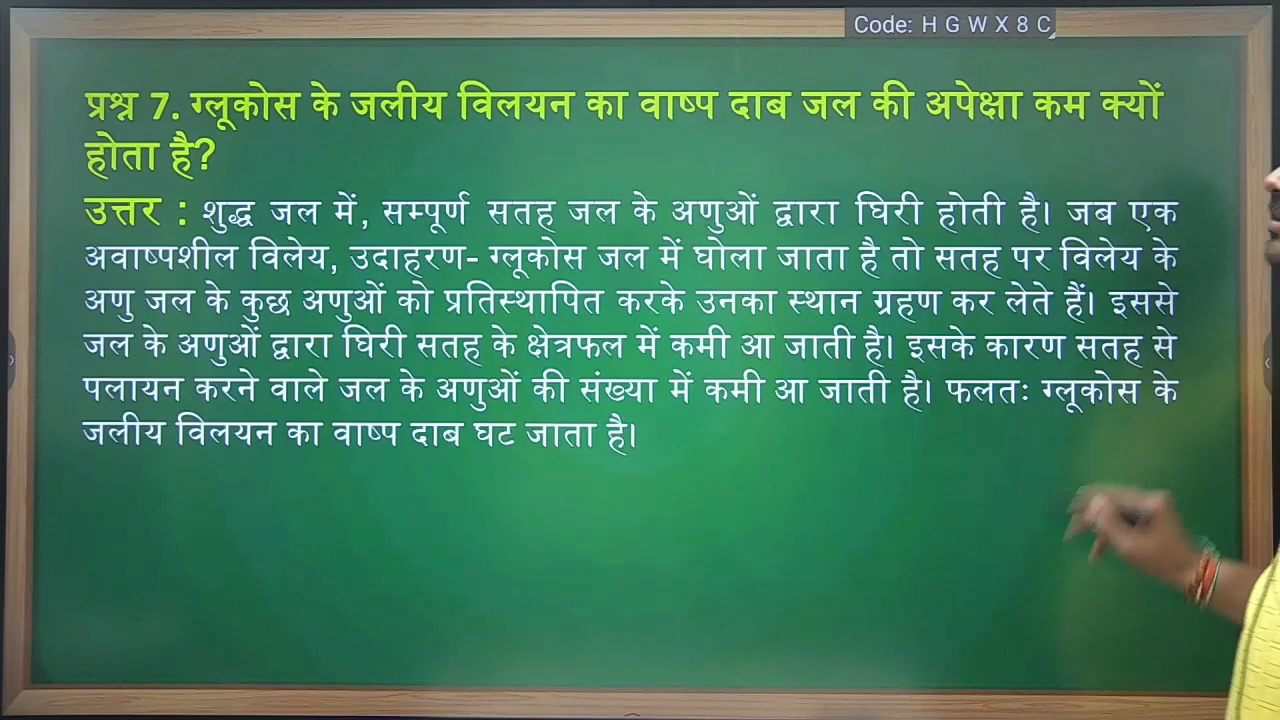 Code: H G W X 8 C
प्रश्न 7. ग्लूकोस के जलीय विलयन का वाष्प दाब जल की अपेक्षा कम क्यों
होता है?
उत्तर : शुद्ध जल में, सम्पूर्ण सतह जल के अणुओं द्वारा घिरी होती है। जब एक
अवाष्पशील विलेय, उदाहरण- ग्लूकोस जल में घोला जाता है तो सतह पर विलेय के
अणु जल के कुछ अणुओं को प्रतिस्थापित करके उनका स्थान ग्रहण कर लेते हैं। इससे
जल के अणुओं द्वारा घिरी सतह के क्षेत्रफल में कमी आ जाती है। इसके कारण सतह से
पलायन करने वाले जल के अणुओं की संख्या में कमी आ जाती है। फलतः ग्लूकोस के
जलीय विलयन का वाष्प दाब घट जाता है।